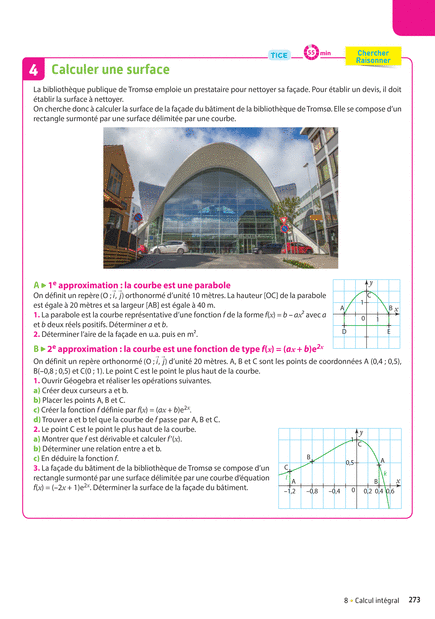 TICE
55 min
Chercher
Raisonner
4 Calculer une surface
La bibliothèque publique de Tromsø emploie un prestataire pour nettoyer sa façade. Pour établir un devis, il doit
établir la surface à nettoyer.
On cherche donc à calculer la surface de la façade du bâtiment de la bibliothèque de Tromsø. Elle se compose d'un
rectangle surmonté par une surface délimitée par une courbe.
A ▶ 1e approximation : la courbe est une parabole
On définit un repère (O ; i, j) orthonormé d'unité 10 mètres. La hauteur [OC] de la parabole
est égale à 20 mètres et sa largeur [AB] est égale à 40 m.
1. La parabole est la courbe représentative d'une fonction f de la forme f(x) = b – ax² avec a
et b deux réels positifs. Déterminer a et b.
2. Déterminer l'aire de la façade en u.a. puis en m².
y
C
1
A
B x
0
1
D
E
B ▶ 2e approximation : la courbe est une fonction de type f(x) = (ax + b)e2x
On définit un repère orthonormé (O ; i, j) d'unité 20 mètres. A, B et C sont les points de coordonnées A (0,4 ; 0,5),
B(–0,8 ; 0,5) et C(0 ; 1). Le point C est le point le plus haut de la courbe.
1. Ouvrir Géogebra et réaliser les opérations suivantes.
a) Créer deux curseurs a et b.
b) Placer les points A, B et C.
c) Créer la fonction f définie par f(x) = (ax + b)e2x.
d) Trouver a et b tel que la courbe de f passe par A, B et C.
2. Le point C est le point le plus haut de la courbe.
a) Montrer que f est dérivable et calculer f'(x).
b) Déterminer une relation entre a et b.
c) En déduire la fonction f.
3. La façade du bâtiment de la bibliothèque de Tromsø se compose d'un
rectangle surmonté par une surface délimitée par une courbe d'équation
f(x) = (–2x + 1)e2x. Déterminer la surface de la façade du bâtiment.
y
1
C
B
0,5
A
C
A
B
x
–1,2 –0,8 –0,4 0 0,2 0,4 0,6
8 • Calcul intégral 273